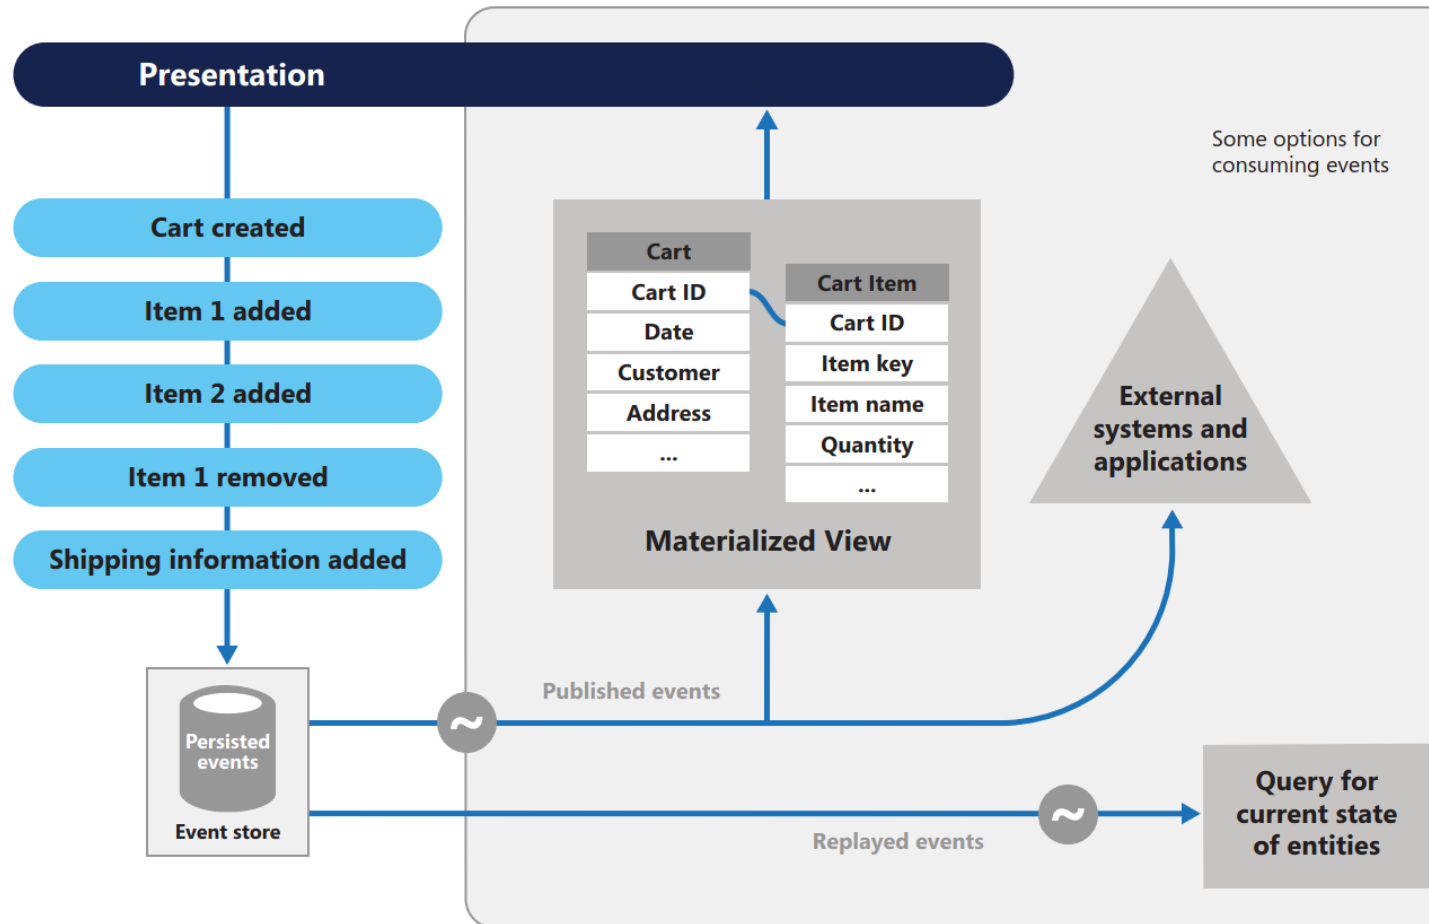 Presentation
Some options for
consuming events
Cart created
Item 1 added
Item 2 added
Item 1 removed
Shipping information added
Cart
Cart ID
Date
Customer
Address
...
Cart Item
Cart ID
Item key
Item name
Quantity
...
Materialized View
External
systems and
applications
Published events
~
Persisted
events
Event store
Replayed events
~
Query for
current state
of entities